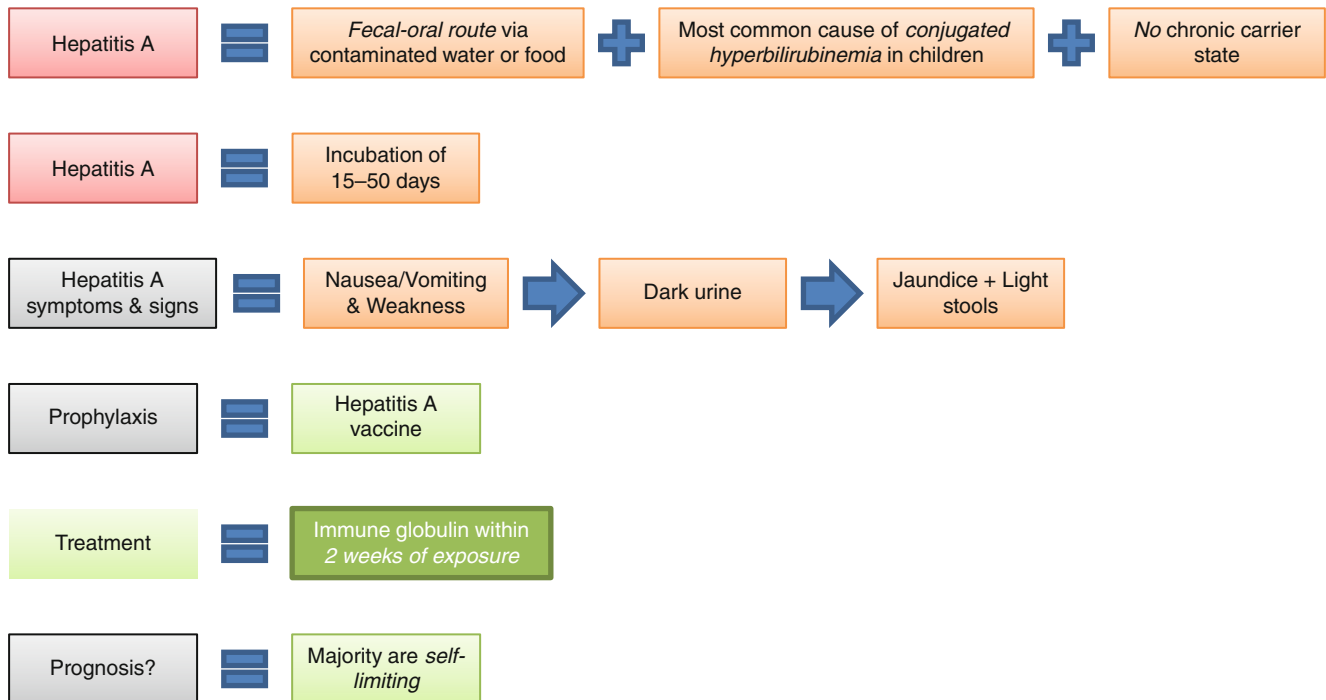 Hepatitis A
Fecal-oral route via
contaminated water or food
Most common cause of conjugated
hyperbilirubinemia in children
No chronic carrier
state
Hepatitis A
Incubation of
15–50 days
Hepatitis A
symptoms & signs
Nausea/Vomiting
& Weakness
Dark urine
Jaundice + Light
stools
Prophylaxis
Hepatitis A
vaccine
Treatment
Immune globulin within
2 weeks of exposure
Prognosis?
Majority are self-
limiting